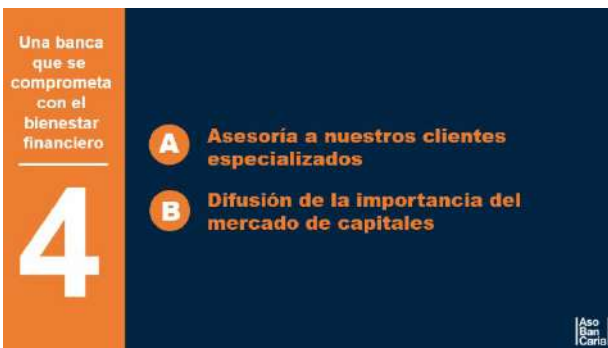 Una banca
que se
comprometa
con el
bienestar
financiero
4
A
Asesoría a nuestros clientes
especializados
B
Difusión de la importancia del
mercado de capitales
Aso
Ban
Caria